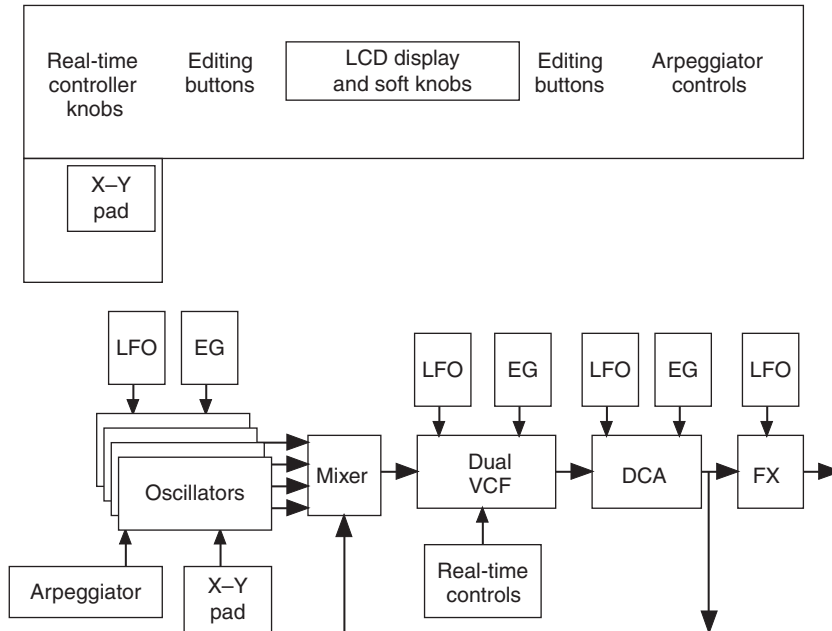 Real-time
controller
knobs
Editing
buttons
LCD display
and soft knobs
Editing
buttons
Arpeggiator
controls
X–Y
pad
LFO
EG
LFO
EG
LFO
EG
LFO
Oscillators
Mixer
Dual
VCF
DCA
FX
Arpeggiator
X–Y
pad
Real-time
controls